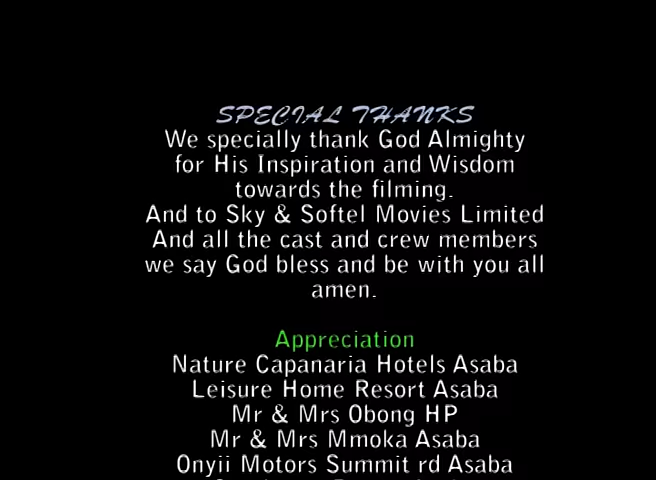 SPECIAL THANKS
We specially thank God Almighty
for His Inspiration and Wisdom
towards the filming.
And to Sky & Softel Movies Limited
And all the cast and crew members
we say God bless and be with you all
amen.
Appreciation
Nature Capanaria Hotels Asaba
Leisure Home Resort Asaba
Mr & Mrs Obong HP
Mr & Mrs Mmoka Asaba
Onyii Motors Summit rd Asaba